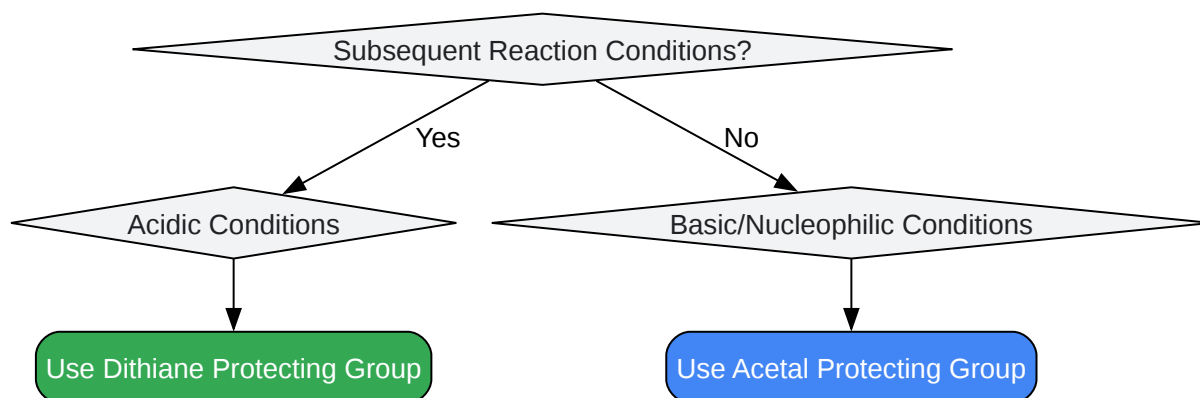 Subsequent Reaction Conditions?
Yes
No
Acidic Conditions
Basic/Nucleophilic Conditions
Use Dithiane Protecting Group
Use Acetal Protecting Group